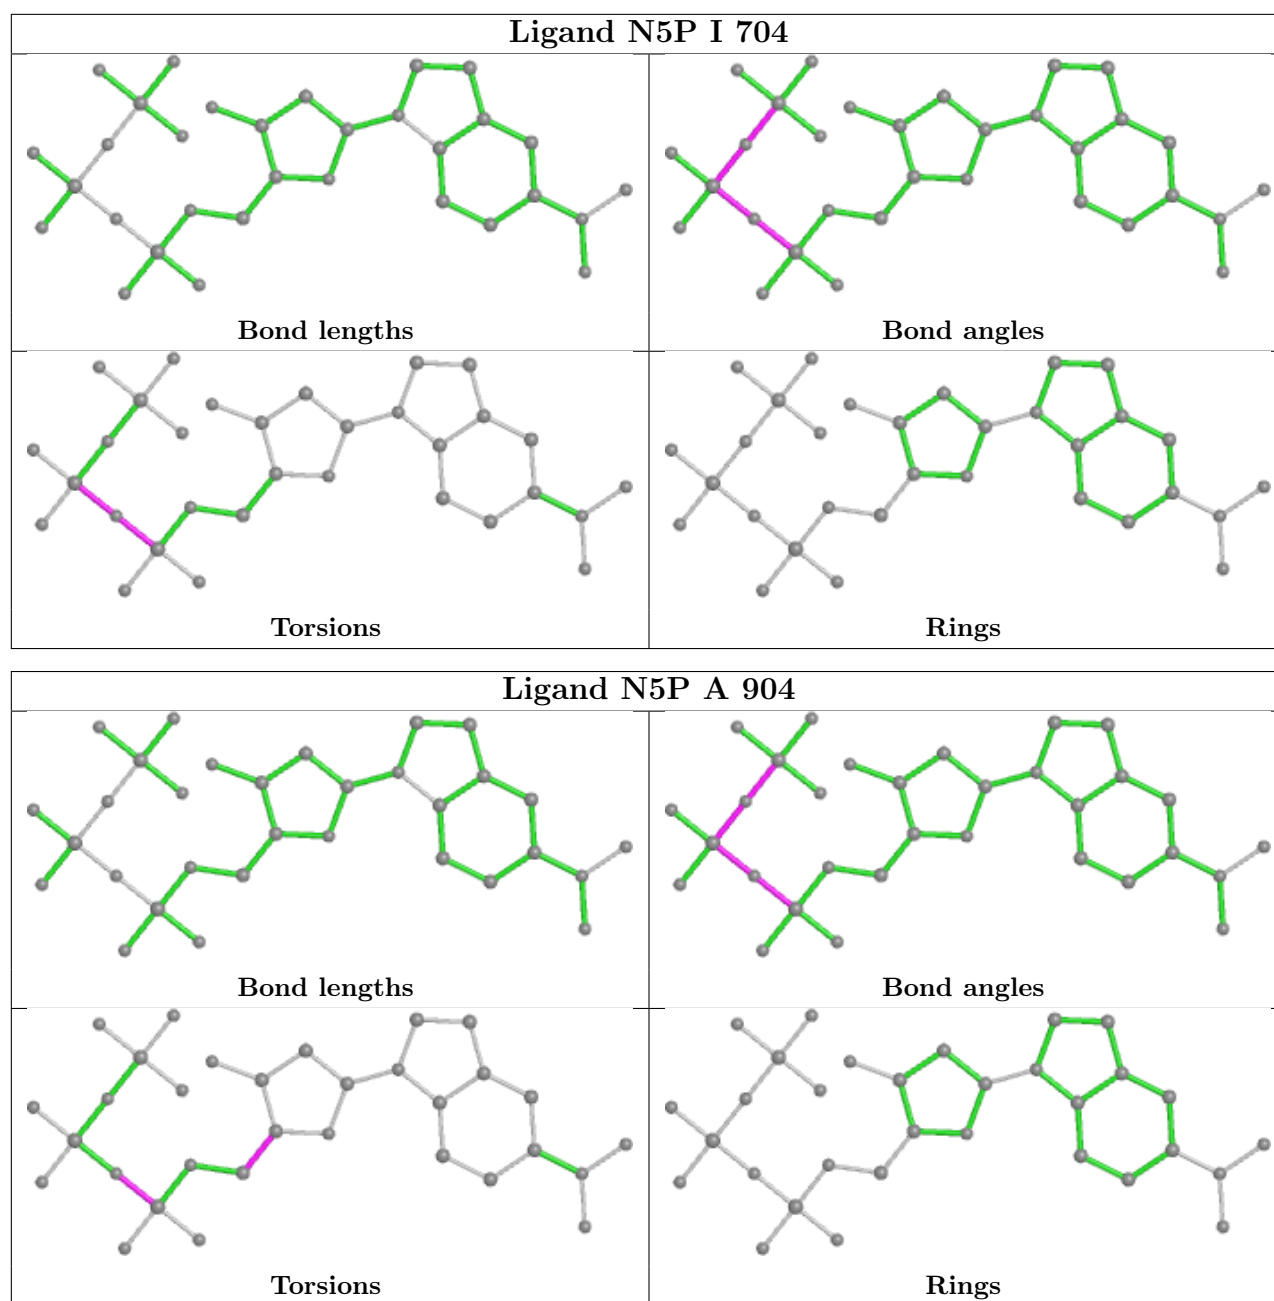 Ligand N5P I 704
Bond lengths
Bond angles
Torsions
Rings
Ligand N5P A 904
Bond lengths
Bond angles
Torsions
Rings